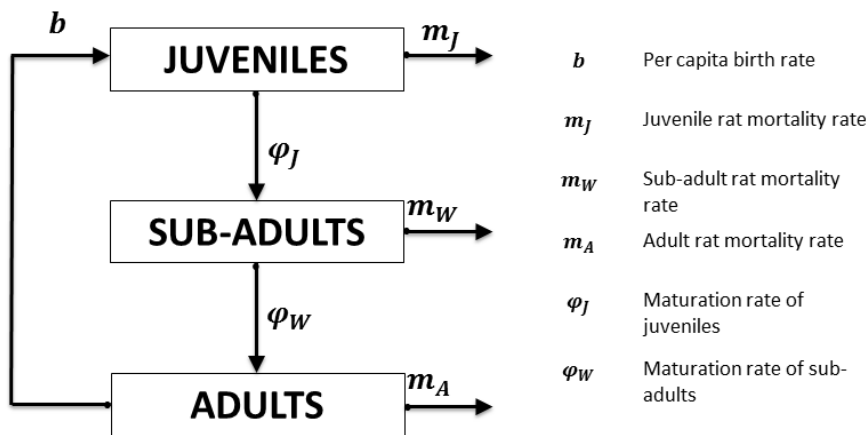 b
JUVENILES
m_J
φ_J
SUB-ADULTS
m_W
φ_W
ADULTS
m_A
b Per capita birth rate
m_J Juvenile rat mortality rate
m_W Sub-adult rat mortality
rate
m_A Adult rat mortality rate
φ_J Maturation rate of
juveniles
φ_W Maturation rate of sub-
adults